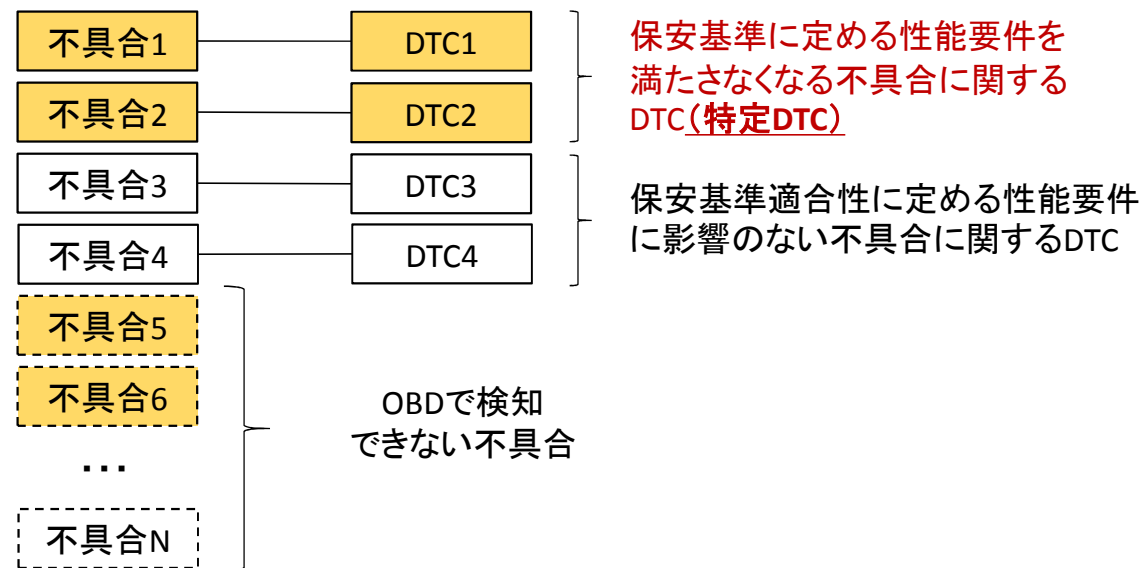 不具合1
DTC1
不具合2
DTC2
保安基準に定める性能要件を
満たさなくなる不具合に関する
DTC(特定DTC)
不具合3
DTC3
不具合4
DTC4
保安基準適合性に定める性能要件
に影響のない不具合に関するDTC
不具合5
不具合6
...
不具合N
OBDで検知
できない不具合